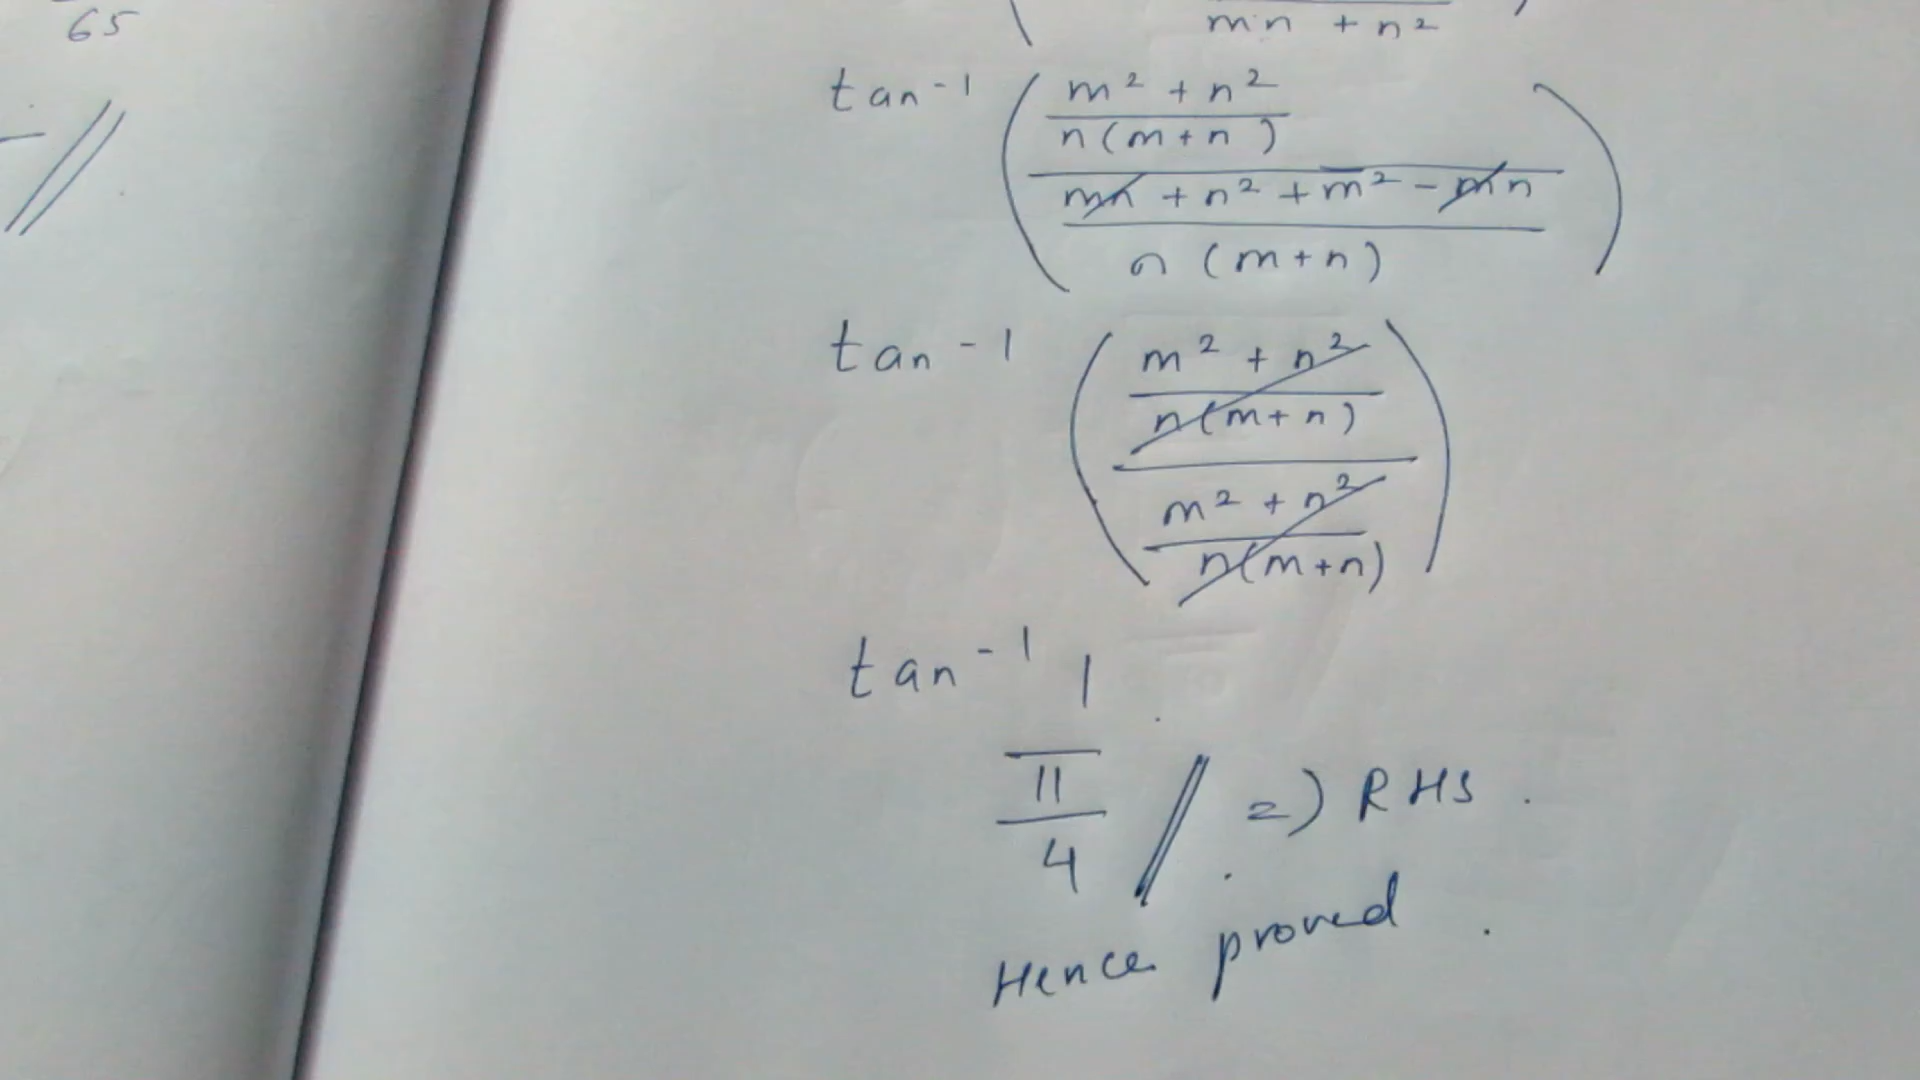 65
mn + n²
tan-1 ( m² + n²
n(m+n)
mn + n² + m² - mn
n (m+n)
)
tan-1 ( m² + n²
n(m+n)
m² + n²
n(m+n)
)
tan-1 1
π
4 // => RHS.
Hence proved.